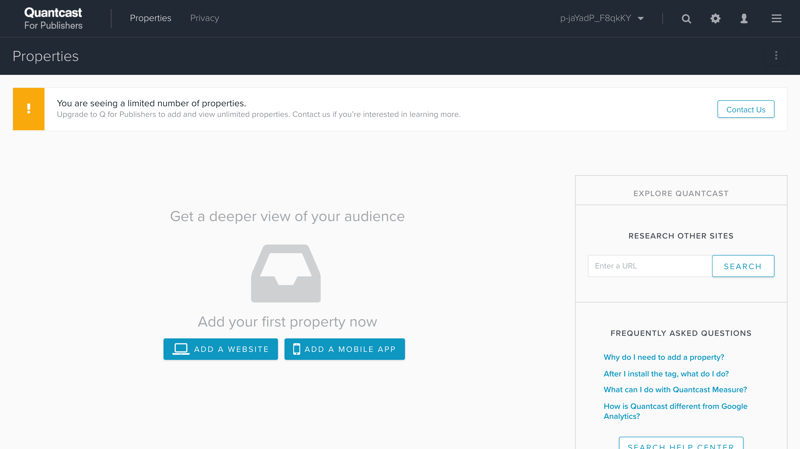 Quantcast
For Publishers
Properties
Privacy
p-jaYadP_F8qkKY
Properties
!
You are seeing a limited number of properties.
Upgrade to Q for Publishers to add and view unlimited properties. Contact us if you're interested in learning more.
Contact Us
Get a deeper view of your audience
Add your first property now
ADD A WEBSITE
ADD A MOBILE APP
EXPLORE QUANTCAST
RESEARCH OTHER SITES
Enter a URL
SEARCH
FREQUENTLY ASKED QUESTIONS
Why do I need to add a property?
After I install the tag, what do I do?
What can I do with Quantcast Measure?
How is Quantcast different from Google
Analytics?
SEARCH HELP CENTER